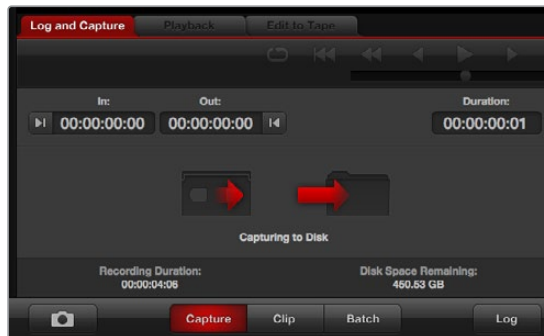 Log and Capture Playback Edit to Tape
In: Out: Duration:
00:00:00:00 00:00:00:00 00:00:00:01
Capturing to Disk
Recording Duration: Disk Space Remaining:
00:00:04:06 450.53 GB
Capture Clip Batch Log